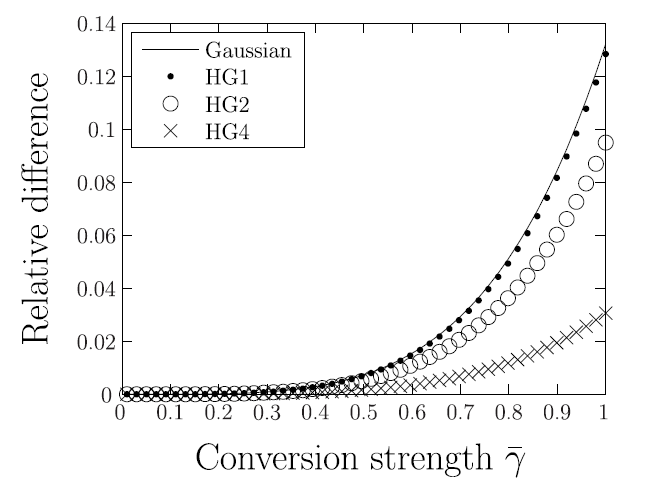 0.14
0.12
0.1
0.08
0.06
0.04
0.02
0
Relative difference
Gaussian
HG1
HG2
HG4
0 0.1 0.2 0.3 0.4 0.5 0.6 0.7 0.8 0.9 1
Conversion strength γ̄